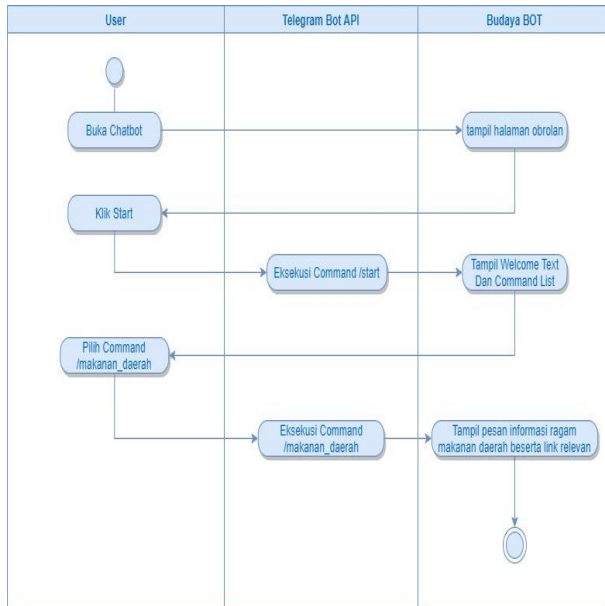 User
Telegram Bot API
Budaya BOT
Buka Chatbot
tampil halaman obrolan
Klik Start
Eksekusi Command /start
Tampil Welcome Text
Dan Command List
Pilih Command
/makanan_daerah
Eksekusi Command
/makanan_daerah
Tampil pesan informasi ragam
makanan daerah beserta link relevan